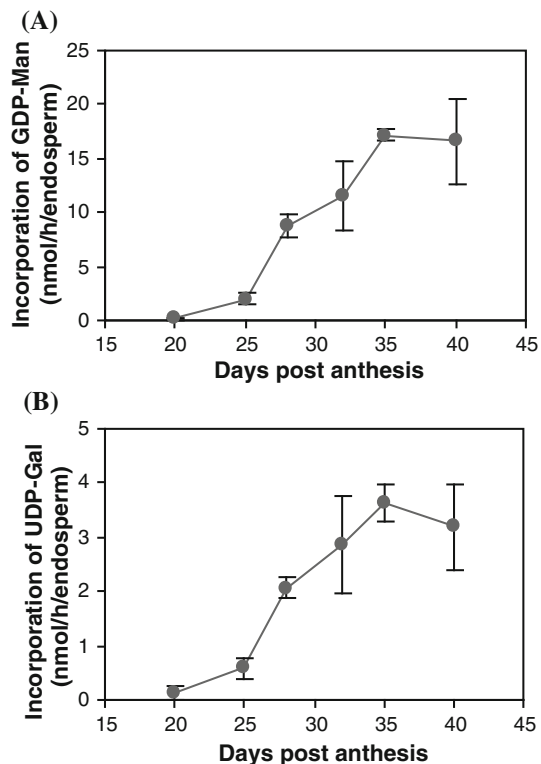 (A)
Incorporation of GDP-Man
(nmol/h/endosperm)
25
20
15
10
5
0
15 20 25 30 35 40 45
Days post anthesis
(B)
Incorporation of UDP-Gal
(nmol/h/endosperm)
5
4
3
2
1
0
15 20 25 30 35 40 45
Days post anthesis